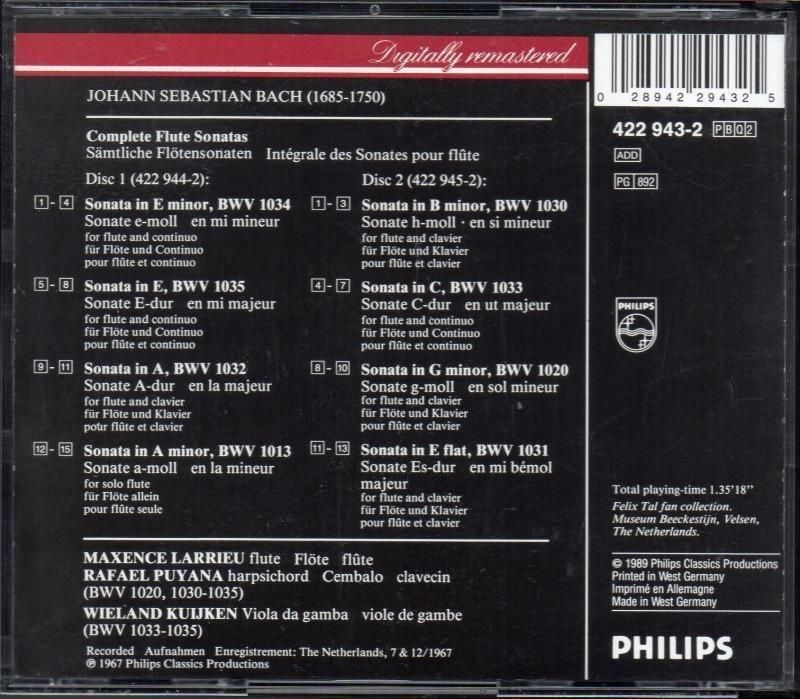 Digitally remastered
JOHANN SEBASTIAN BACH (1685-1750)
Complete Flute Sonatas
Sämtliche Flötensonaten Intégrale des Sonates pour flûte
Disc 1 (422 944-2):
1 - 4 Sonata in E minor, BWV 1034
Sonate e-moll en mi mineur
for flute and continuo
für Flöte und Continuo
pour flûte et continuo
5 - 8 Sonata in E, BWV 1035
Sonate E-dur en mi majeur
for flute and continuo
für Flöte und Continuo
pour flûte et continuo
9 - 11 Sonata in A, BWV 1032
Sonate A-dur en la majeur
for flute and clavier
für Flöte und Klavier
pour flûte et clavier
12 - 15 Sonata in A minor, BWV 1013
Sonate a-moll en la mineur
for solo flute
für Flöte allein
pour flûte seule
Disc 2 (422 945-2):
1 - 3 Sonata in B minor, BWV 1030
Sonate h-moll · en si mineur
for flute and clavier
für Flöte und Klavier
pour flûte et clavier
4 - 7 Sonata in C, BWV 1033
Sonate C-dur en ut majeur
for flute and continuo
für Flöte und Continuo
pour flûte et continuo
8 - 10 Sonata in G minor, BWV 1020
Sonate g-moll en sol mineur
for flute and clavier
für Flöte und Klavier
pour flûte et clavier
11 - 13 Sonata in E flat, BWV 1031
Sonate Es-dur en mi bémol
majeur
for flute and clavier
für Flöte und Klavier
pour flûte et clavier
MAXENCE LARRIEU flute Flöte flûte
RAFAEL PUYANA harpsichord Cembalo clavecin
(BWV 1020, 1030-1035)
WIELAND KUIJKEN Viola da gamba viole de gambe
(BWV 1033-1035)
Recorded Aufnahmen Enregistrement: The Netherlands, 7 & 12/1967
℗ 1967 Philips Classics Productions
0 28942 29432 5
422 943-2 PBQ2
ADD
PG 892
PHILIPS
Total playing-time 1.35'18"
Felix Tal fan collection.
Museum Beeckestijn, Velsen,
The Netherlands.
© 1989 Philips Classics Productions
Printed in West Germany
Imprimé en Allemagne
Made in West Germany
PHILIPS